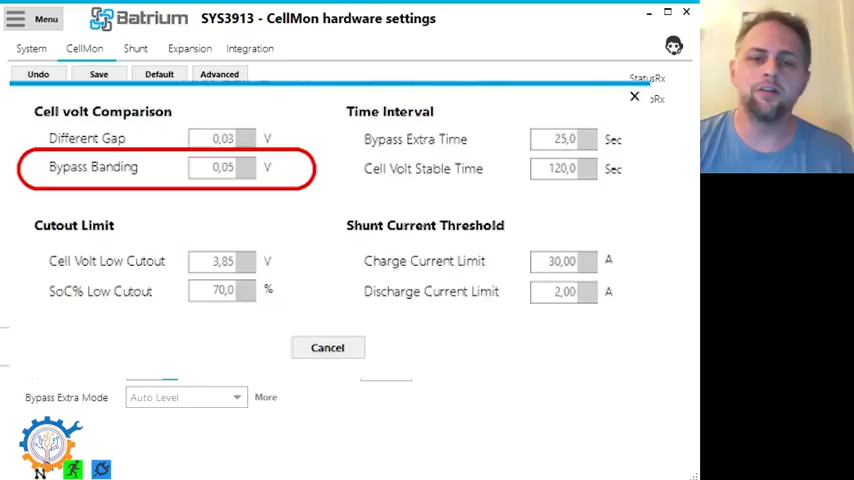 Menu
Batrium
SYS3913 - CellMon hardware settings
System CellMon Shunt Expansion Integration
Undo Save Default Advanced
StatusRx
Cell volt Comparison
Different Gap 0,03 V
Bypass Banding 0,05 V
Time Interval
Bypass Extra Time 25,0 Sec
Cell Volt Stable Time 120,0 Sec
Cutout Limit
Cell Volt Low Cutout 3,85 V
SoC% Low Cutout 70,0 %
Shunt Current Threshold
Charge Current Limit 30,00 A
Discharge Current Limit 2,00 A
Cancel
Bypass Extra Mode Auto Level More
N